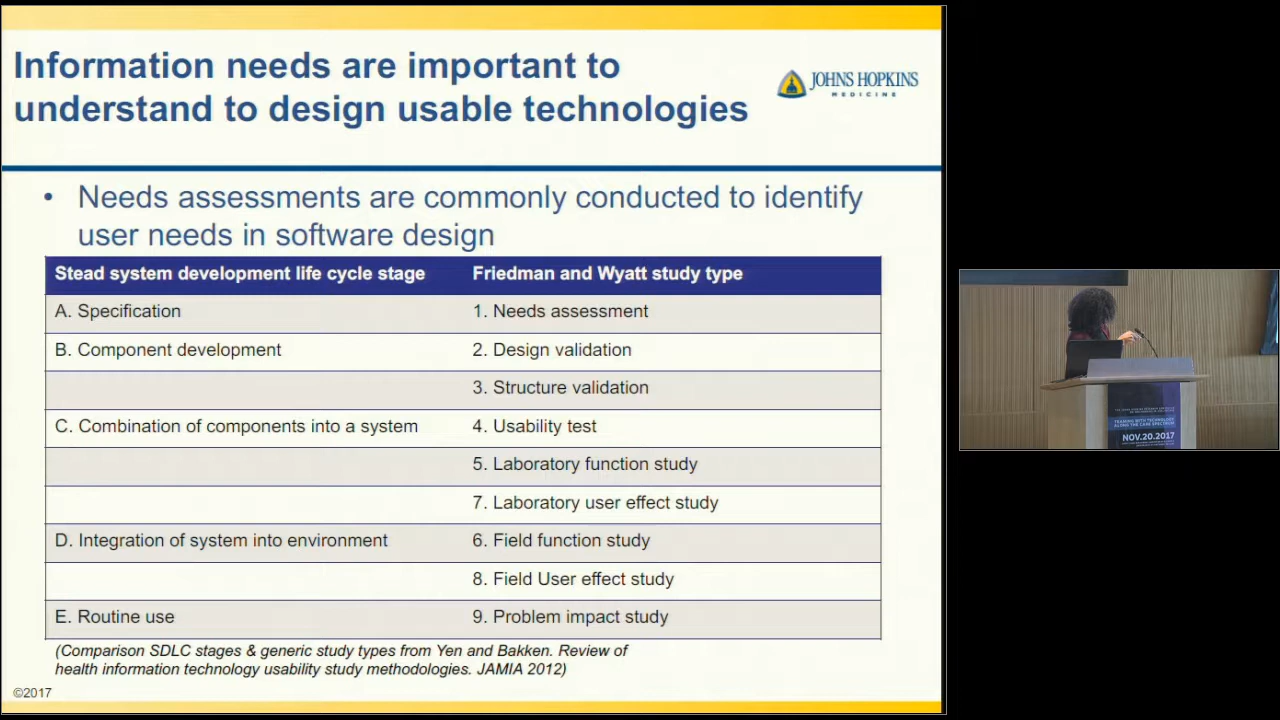 Information needs are important to
understand to design usable technologies
JOHNS HOPKINS
MEDICINE
• Needs assessments are commonly conducted to identify
user needs in software design
Stead system development life cycle stage Friedman and Wyatt study type
A. Specification 1. Needs assessment
B. Component development 2. Design validation
3. Structure validation
C. Combination of components into a system 4. Usability test
5. Laboratory function study
7. Laboratory user effect study
D. Integration of system into environment 6. Field function study
8. Field User effect study
E. Routine use 9. Problem impact study
(Comparison SDLC stages & generic study types from Yen and Bakken. Review of
health information technology usability study methodologies. JAMIA 2012)
©2017
NOV.20.2017